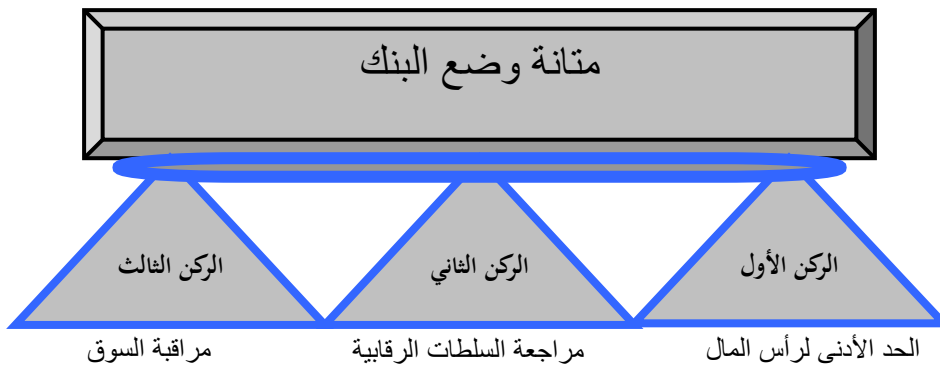 متانة وضع البنك
الركن الأول
الركن الثاني
الركن الثالث
الحد الأدنى لرأس المال
مراجعة السلطات الرقابية
مراقبة السوق